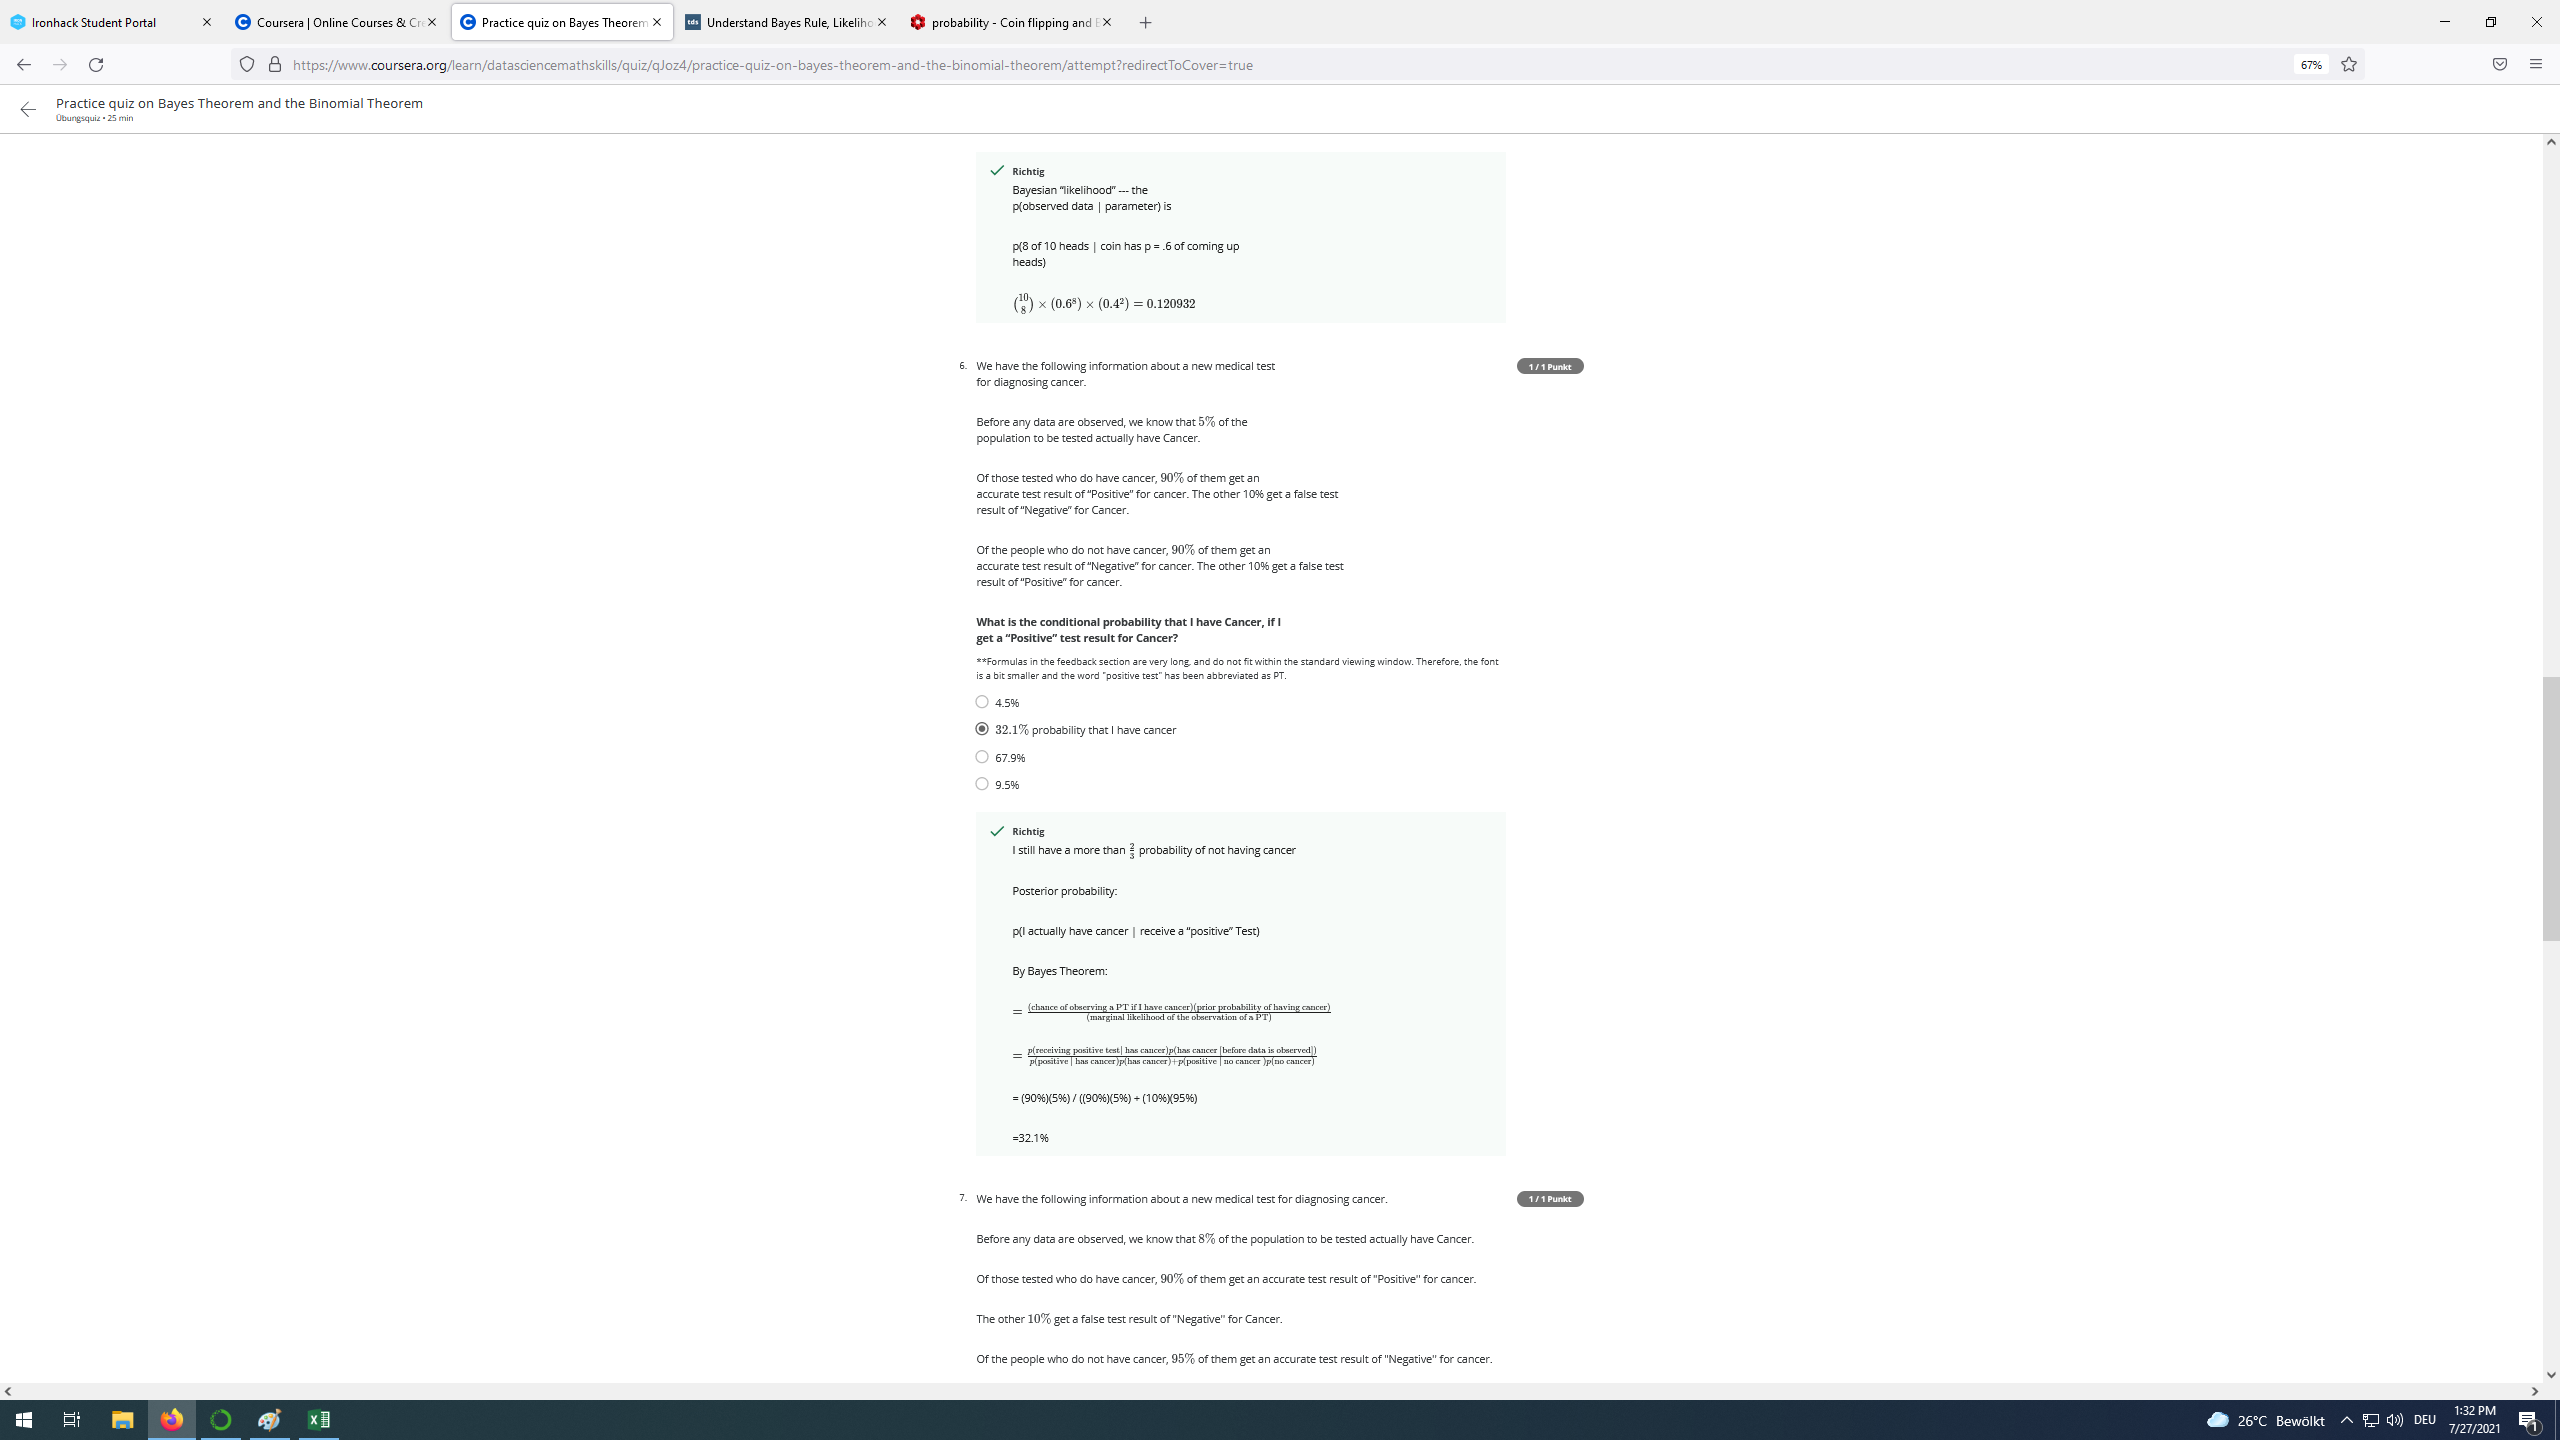 Ironhack Student Portal
Coursera | Online Courses & Cre
Practice quiz on Bayes Theorem
tds Understand Bayes Rule, Likeliho
probability - Coin flipping and B
https://www.coursera.org/learn/datasciencemathskills/quiz/qJoz4/practice-quiz-on-bayes-theorem-and-the-binomial-theorem/attempt?redirectToCover=true
67%
Practice quiz on Bayes Theorem and the Binomial Theorem
Übungsquiz • 25 min
Richtig
Bayesian “likelihood” --- the
p(observed data | parameter) is
p(8 of 10 heads | coin has p = .6 of coming up
heads)
(10 8) × (0.6⁸) × (0.4²) = 0.120932
6. We have the following information about a new medical test
1 / 1 Punkt
for diagnosing cancer.
Before any data are observed, we know that 5% of the
population to be tested actually have Cancer.
Of those tested who do have cancer, 90% of them get an
accurate test result of “Positive” for cancer. The other 10% get a false test
result of “Negative” for Cancer.
Of the people who do not have cancer, 90% of them get an
accurate test result of “Negative” for cancer. The other 10% get a false test
result of “Positive” for cancer.
What is the conditional probability that I have Cancer, if I
get a “Positive” test result for Cancer?
**Formulas in the feedback section are very long, and do not fit within the standard viewing window. Therefore, the font
is a bit smaller and the word "positive test" has been abbreviated as PT.
4.5%
32.1% probability that I have cancer
67.9%
9.5%
Richtig
I still have a more than 2/3 probability of not having cancer
Posterior probability:
p(I actually have cancer | receive a “positive” Test)
By Bayes Theorem:
= (chance of observing a PT if I have cancer)(prior probability of having cancer)
(marginal likelihood of the observation of a PT)
= p(receiving positive test| has cancer)p(has cancer [before data is observed])
p(positive | has cancer)p(has cancer)+p(positive | no cancer )p(no cancer)
= (90%)(5%) / ((90%)(5%) + (10%)(95%)
=32.1%
7. We have the following information about a new medical test for diagnosing cancer.
1 / 1 Punkt
Before any data are observed, we know that 8% of the population to be tested actually have Cancer.
Of those tested who do have cancer, 90% of them get an accurate test result of "Positive" for cancer.
The other 10% get a false test result of "Negative" for Cancer.
Of the people who do not have cancer, 95% of them get an accurate test result of "Negative" for cancer.
26°C Bewölkt
DEU
1:32 PM
7/27/2021
1